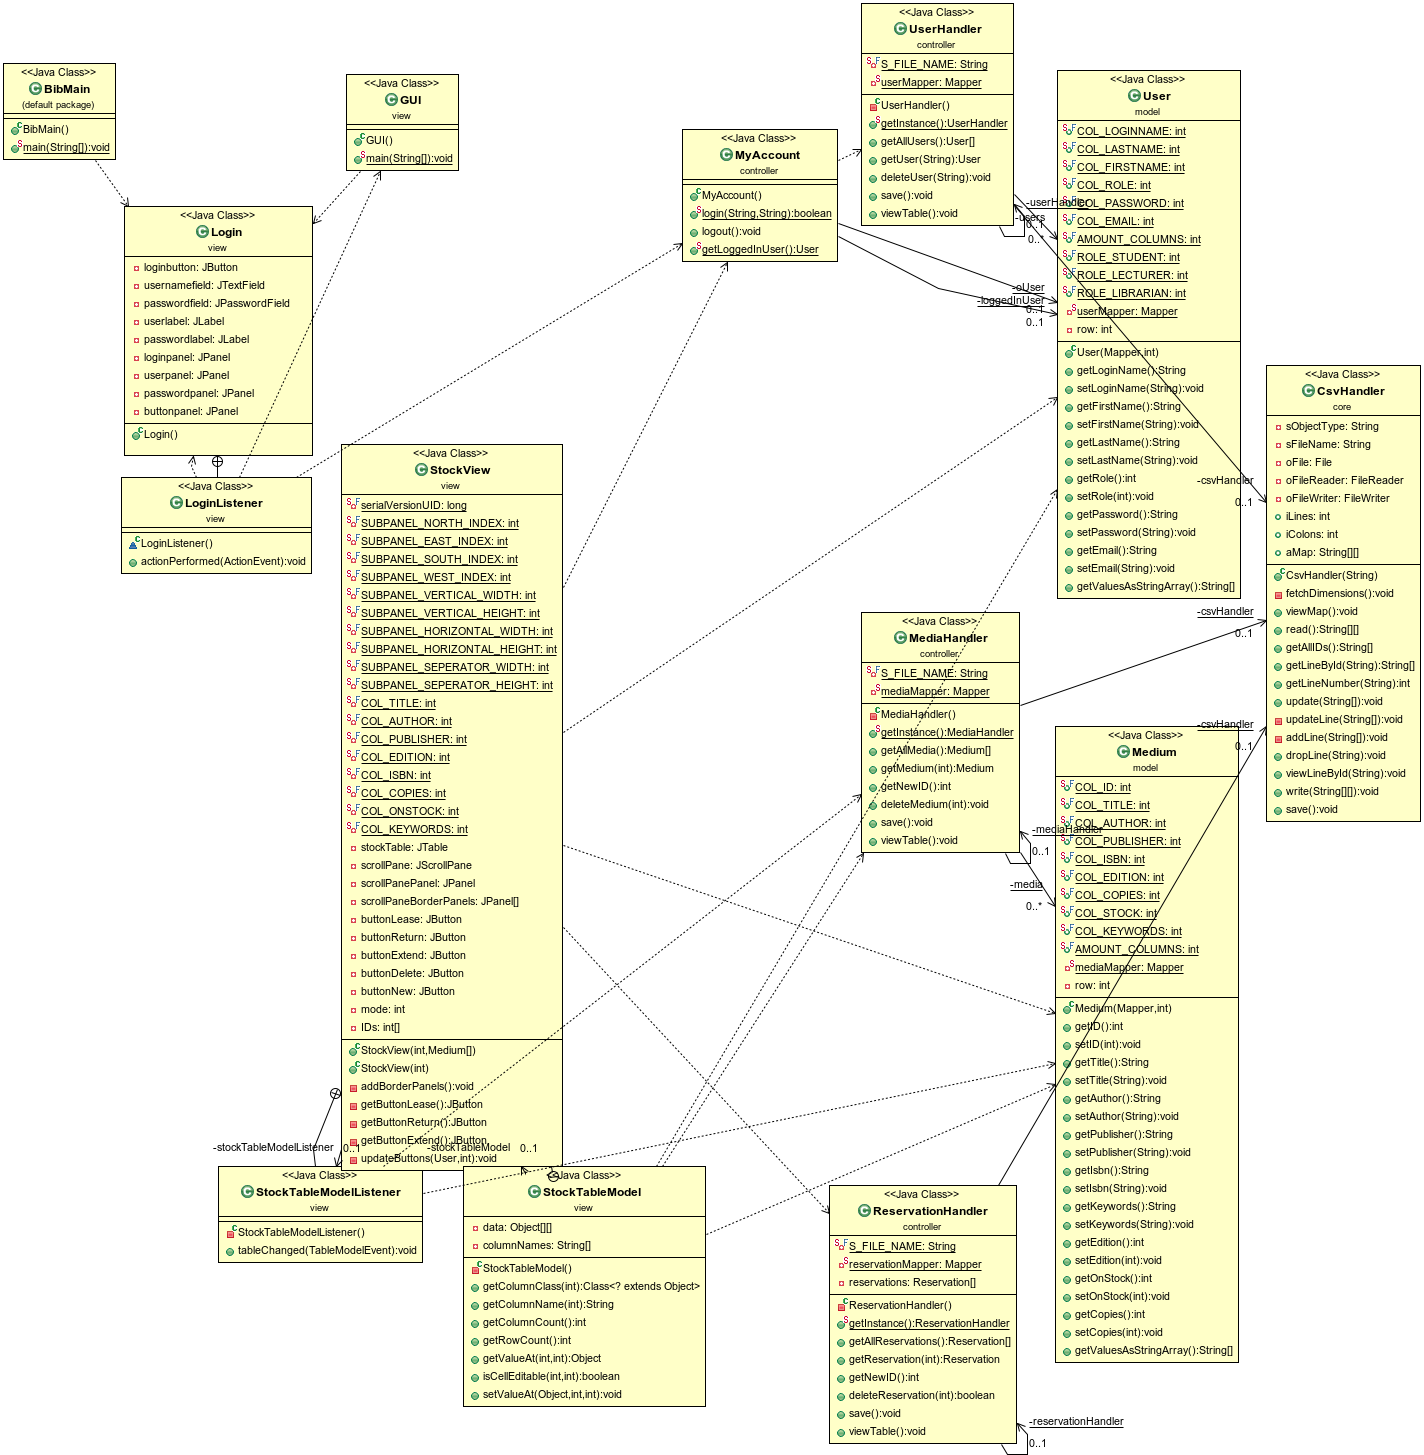 <<Java Class>>
BibMain
(default package)
BibMain()
main(String[]):void
<<Java Class>>
GUI
view
GUI()
main(String[]):void
<<Java Class>>
Login
view
loginbutton: JButton
usernamefield: JTextField
passwordfield: JPasswordField
userlabel: JLabel
passwordlabel: JLabel
loginpanel: JPanel
userpanel: JPanel
passwordpanel: JPanel
buttonpanel: JPanel
Login()
<<Java Class>>
LoginListener
view
LoginListener()
actionPerformed(ActionEvent):void
<<Java Class>>
StockView
view
serialVersionUID: long
SUBPANEL_NORTH_INDEX: int
SUBPANEL_EAST_INDEX: int
SUBPANEL_SOUTH_INDEX: int
SUBPANEL_WEST_INDEX: int
SUBPANEL_VERTICAL_WIDTH: int
SUBPANEL_VERTICAL_HEIGHT: int
SUBPANEL_HORIZONTAL_WIDTH: int
SUBPANEL_HORIZONTAL_HEIGHT: int
SUBPANEL_SEPERATOR_WIDTH: int
SUBPANEL_SEPERATOR_HEIGHT: int
COL_TITLE: int
COL_AUTHOR: int
COL_PUBLISHER: int
COL_EDITION: int
COL_ISBN: int
COL_COPIES: int
COL_ONSTOCK: int
COL_KEYWORDS: int
stockTable: JTable
scrollPane: JScrollPane
scrollPanePanel: JPanel
scrollPaneBorderPanels: JPanel[]
buttonLease: JButton
buttonReturn: JButton
buttonExtend: JButton
buttonDelete: JButton
buttonNew: JButton
mode: int
IDs: int[]
StockView(int,Medium[])
StockView(int)
addBorderPanels():void
getButtonLease():JButton
getButtonReturn():JButton
getButtonExtend():JButton
updateButtons(User,int):void
-stockTableModelListener
0..1
-stockTableModel
0..1
<<Java Class>>
StockTableModelListener
view
StockTableModelListener()
tableChanged(TableModelEvent):void
<<Java Class>>
StockTableModel
view
data: Object[][]
columnNames: String[]
StockTableModel()
getColumnClass(int):Class<? extends Object>
getColumnName(int):String
getColumnCount():int
getRowCount():int
getValueAt(int,int):Object
isCellEditable(int,int):boolean
setValueAt(Object,int,int):void
<<Java Class>>
MyAccount
controller
MyAccount()
login(String,String):boolean
logout():void
getLoggedInUser():User
<<Java Class>>
UserHandler
controller
S_FILE_NAME: String
userMapper: Mapper
UserHandler()
getInstance():UserHandler
getAllUsers():User[]
getUser(String):User
deleteUser(String):void
save():void
viewTable():void
-userHandler
0..1
-users
0..*
-oUser
0..1
-loggedInUser
0..1
<<Java Class>>
User
model
COL_LOGINNAME: int
COL_LASTNAME: int
COL_FIRSTNAME: int
COL_ROLE: int
COL_PASSWORD: int
COL_EMAIL: int
AMOUNT_COLUMNS: int
ROLE_STUDENT: int
ROLE_LECTURER: int
ROLE_LIBRARIAN: int
userMapper: Mapper
row: int
User(Mapper,int)
getLoginName():String
setLoginName(String):void
getFirstName():String
setFirstName(String):void
getLastName():String
setLastName(String):void
getRole():int
setRole(int):void
getPassword():String
setPassword(String):void
getEmail():String
setEmail(String):void
getValuesAsStringArray():String[]
<<Java Class>>
CsvHandler
core
sObjectType: String
sFileName: String
oFile: File
oFileReader: FileReader
oFileWriter: FileWriter
iLines: int
iColons: int
aMap: String[][]
CsvHandler(String)
fetchDimensions():void
viewMap():void
read():String[][]
getAllIDs():String[]
getLineById(String):String[]
getLineNumber(String):int
update(String[]):void
updateLine(String[]):void
addLine(String[]):void
dropLine(String):void
viewLineById(String):void
write(String[][]):void
save():void
-csvHandler
0..1
-csvHandler
0..1
-csvHandler
0..1
<<Java Class>>
MediaHandler
controller
S_FILE_NAME: String
mediaMapper: Mapper
MediaHandler()
getInstance():MediaHandler
getAllMedia():Medium[]
getMedium(int):Medium
getNewID():int
deleteMedium(int):void
save():void
viewTable():void
-mediaHandler
0..1
-media
0..*
<<Java Class>>
Medium
model
COL_ID: int
COL_TITLE: int
COL_AUTHOR: int
COL_PUBLISHER: int
COL_ISBN: int
COL_EDITION: int
COL_COPIES: int
COL_STOCK: int
COL_KEYWORDS: int
AMOUNT_COLUMNS: int
mediaMapper: Mapper
row: int
Medium(Mapper,int)
getID():int
setID(int):void
getTitle():String
setTitle(String):void
getAuthor():String
setAuthor(String):void
getPublisher():String
setPublisher(String):void
getIsbn():String
setIsbn(String):void
getKeywords():String
setKeywords(String):void
getEdition():int
setEdition(int):void
getOnStock():int
setOnStock(int):void
getCopies():int
setCopies(int):void
getValuesAsStringArray():String[]
<<Java Class>>
ReservationHandler
controller
S_FILE_NAME: String
reservationMapper: Mapper
reservations: Reservation[]
ReservationHandler()
getInstance():ReservationHandler
getAllReservations():Reservation[]
getReservation(int):Reservation
getNewID():int
deleteReservation(int):boolean
save():void
viewTable():void
-reservationHandler
0..1